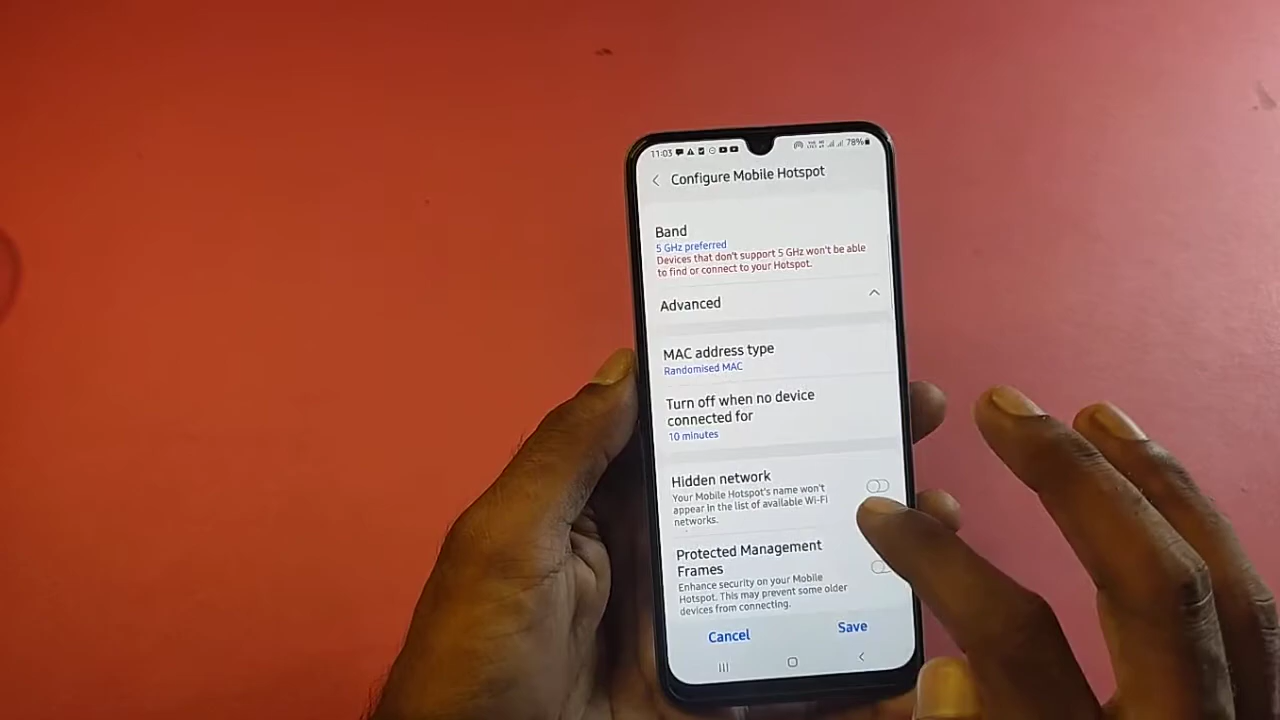 11:03 78%
Configure Mobile Hotspot
Band
5 GHz preferred
Devices that don't support 5 GHz won't be able
to find or connect to your Hotspot.
Advanced
MAC address type
Randomised MAC
Turn off when no device
connected for
10 minutes
Hidden network
Your Mobile Hotspot's name won't
appear in the list of available Wi-Fi
networks.
Protected Management
Frames
Enhance security on your Mobile
Hotspot. This may prevent some older
devices from connecting.
Cancel Save